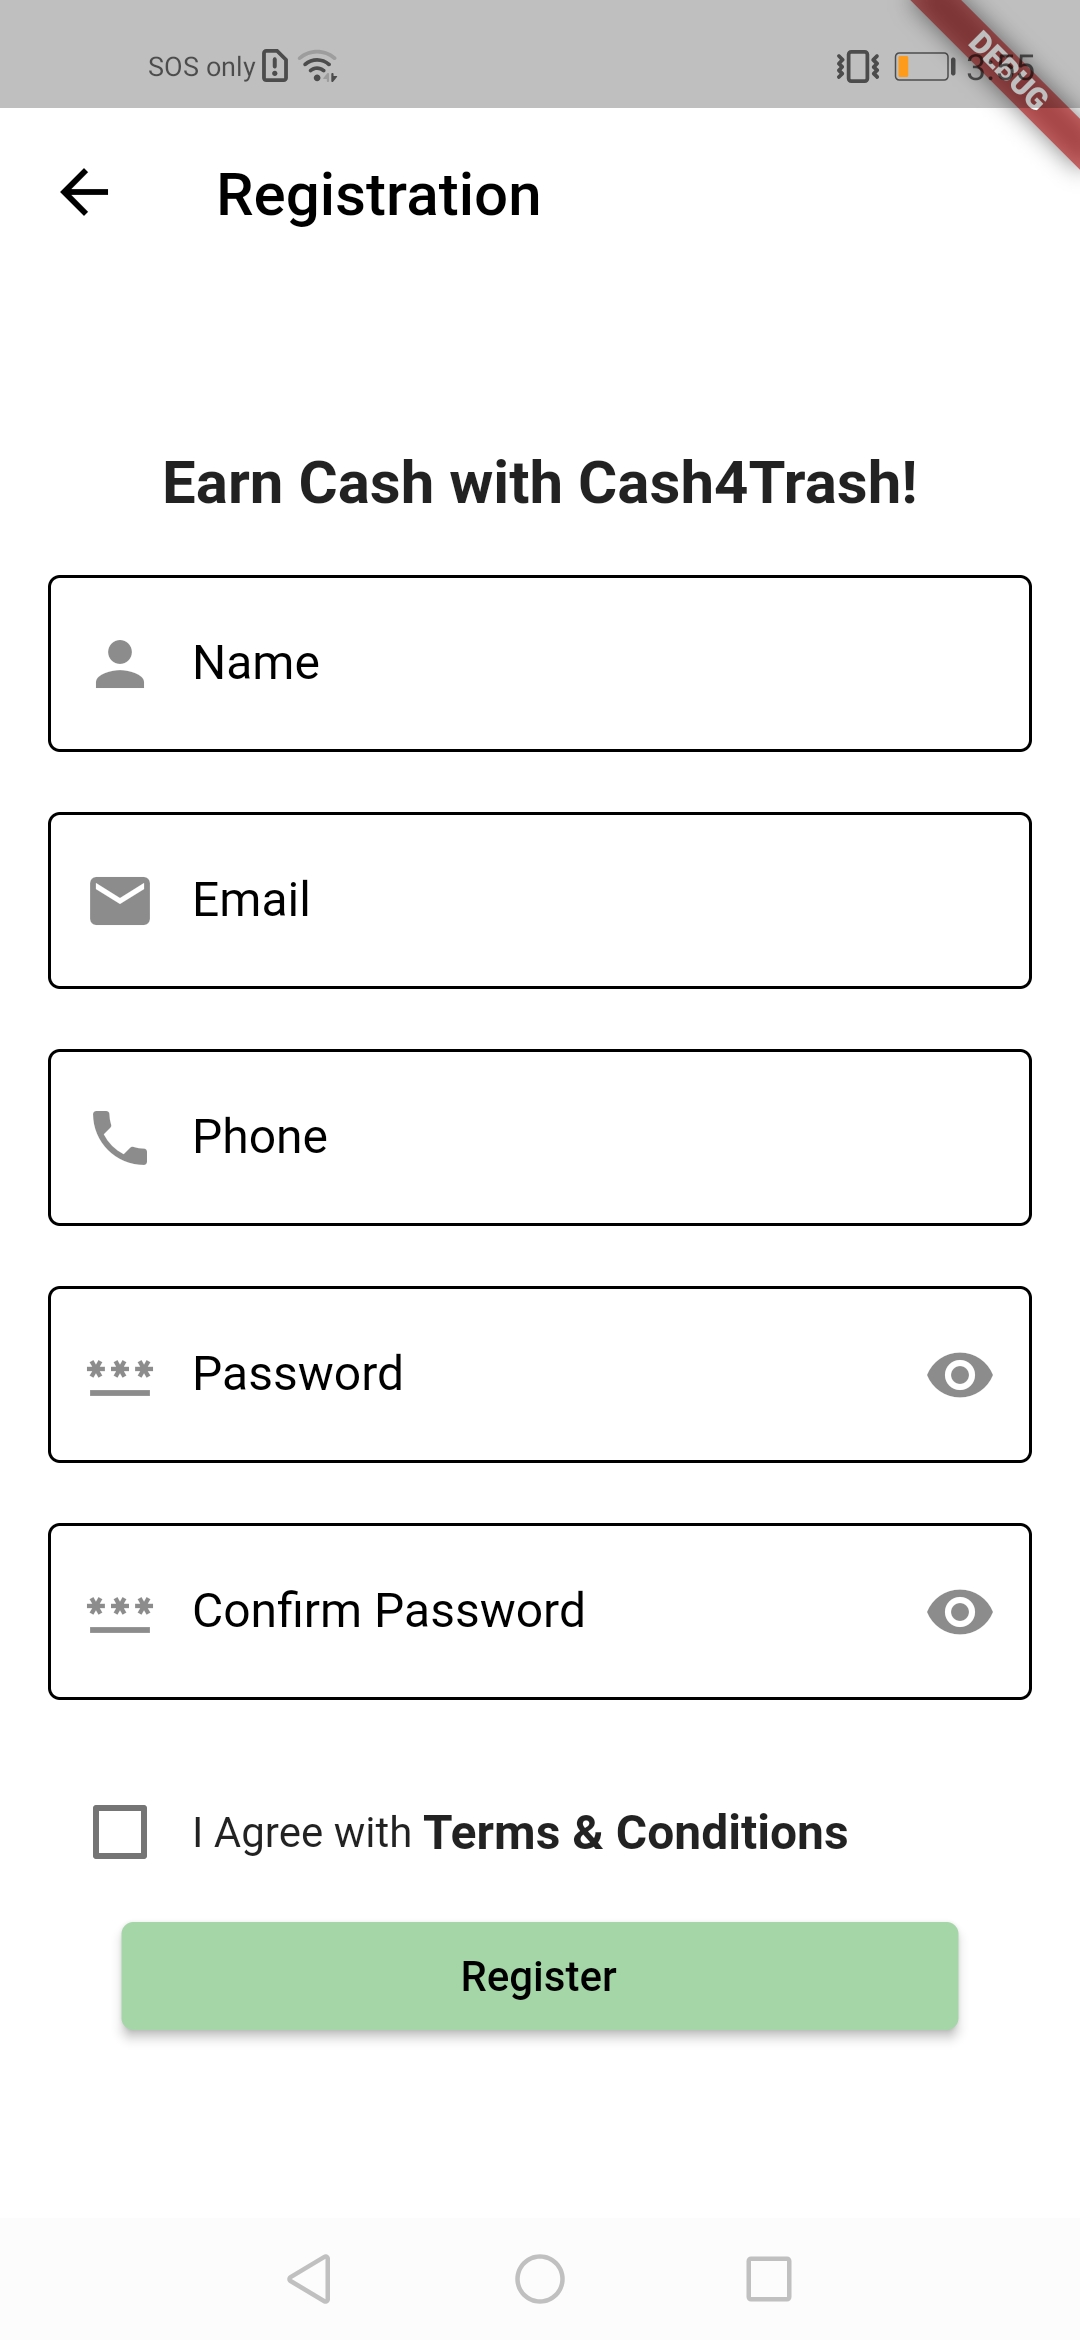 SOS only
3:55
DEBUG
Registration
Earn Cash with Cash4Trash!
Name
Email
Phone
*** Password
*** Confirm Password
I Agree with Terms & Conditions
Register